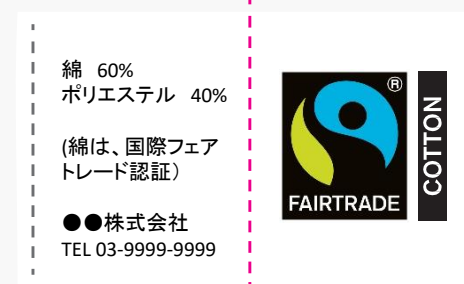 綿 60%
ポリエステル 40%
(綿は、国際フェア
トレード認証）
●●株式会社
TEL 03-9999-9999
®
FAIRTRADE
COTTON